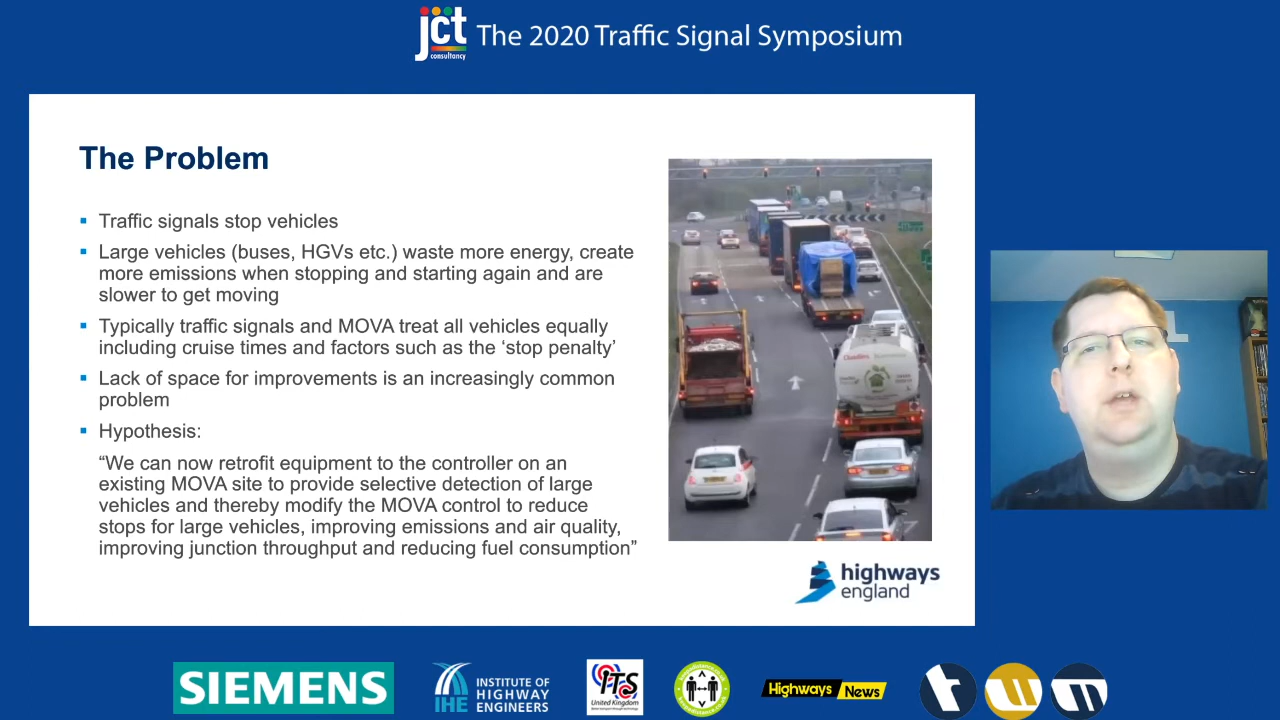 jct
consultancy
The 2020 Traffic Signal Symposium
The Problem
Traffic signals stop vehicles
Large vehicles (buses, HGVs etc.) waste more energy, create
more emissions when stopping and starting again and are
slower to get moving
Typically traffic signals and MOVA treat all vehicles equally
including cruise times and factors such as the ‘stop penalty’
Lack of space for improvements is an increasingly common
problem
Hypothesis:
“We can now retrofit equipment to the controller on an
existing MOVA site to provide selective detection of large
vehicles and thereby modify the MOVA control to reduce
stops for large vehicles, improving emissions and air quality,
improving junction throughput and reducing fuel consumption”
highways
england
SIEMENS
IHE
INSTITUTE OF
HIGHWAY
ENGINEERS
ITS
United Kingdom
Highways News